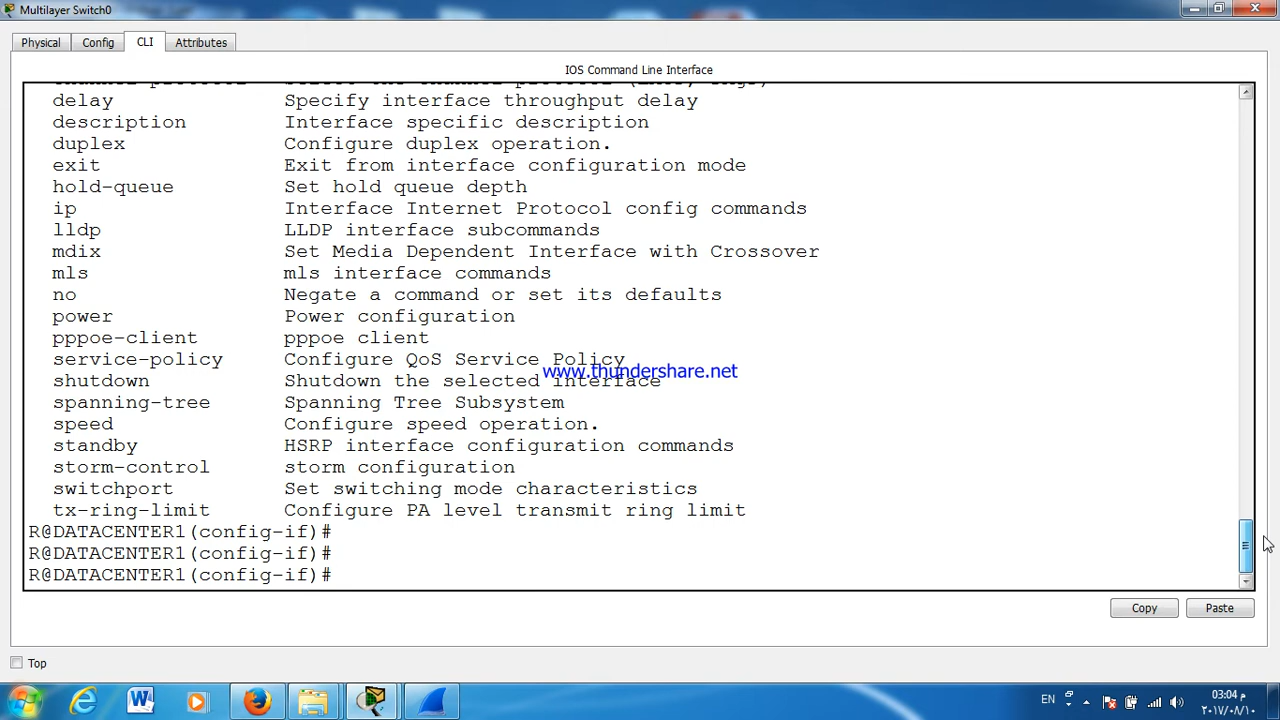 Multilayer Switch0
Physical Config CLI Attributes
IOS Command Line Interface
delay Specify interface throughput delay
description Interface specific description
duplex Configure duplex operation.
exit Exit from interface configuration mode
hold-queue Set hold queue depth
ip Interface Internet Protocol config commands
lldp LLDP interface subcommands
mdix Set Media Dependent Interface with Crossover
mls mls interface commands
no Negate a command or set its defaults
power Power configuration
pppoe-client pppoe client
service-policy Configure QoS Service Policy
www.thundershare.net
shutdown Shutdown the selected interface
spanning-tree Spanning Tree Subsystem
speed Configure speed operation.
standby HSRP interface configuration commands
storm-control storm configuration
switchport Set switching mode characteristics
tx-ring-limit Configure PA level transmit ring limit
R@DATACENTER1(config-if)#
R@DATACENTER1(config-if)#
R@DATACENTER1(config-if)#
Copy Paste
Top
EN
03:04 م
٢٠١٧/٠٨/١٠